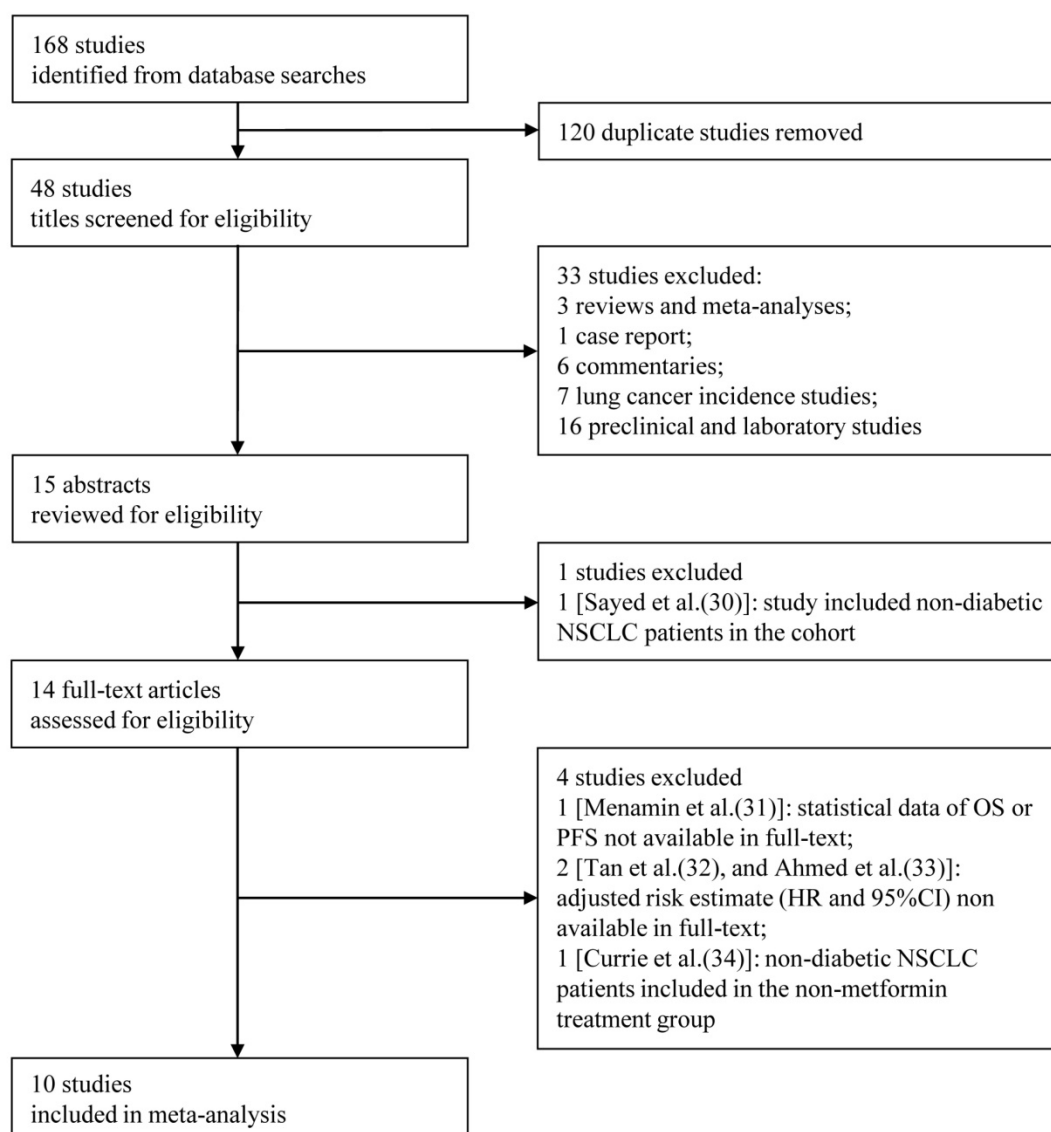 168 studies
identified from database searches
120 duplicate studies removed
48 studies
titles screened for eligibility
33 studies excluded:
3 reviews and meta-analyses;
1 case report;
6 commentaries;
7 lung cancer incidence studies;
16 preclinical and laboratory studies
15 abstracts
reviewed for eligibility
1 studies excluded
1 [Sayed et al.(30)]: study included non-diabetic
NSCLC patients in the cohort
14 full-text articles
assessed for eligibility
4 studies excluded
1 [Menamin et al.(31)]: statistical data of OS or
PFS not available in full-text;
2 [Tan et al.(32), and Ahmed et al.(33)]:
adjusted risk estimate (HR and 95%CI) non
available in full-text;
1 [Currie et al.(34)]: non-diabetic NSCLC
patients included in the non-metformin
treatment group
10 studies
included in meta-analysis